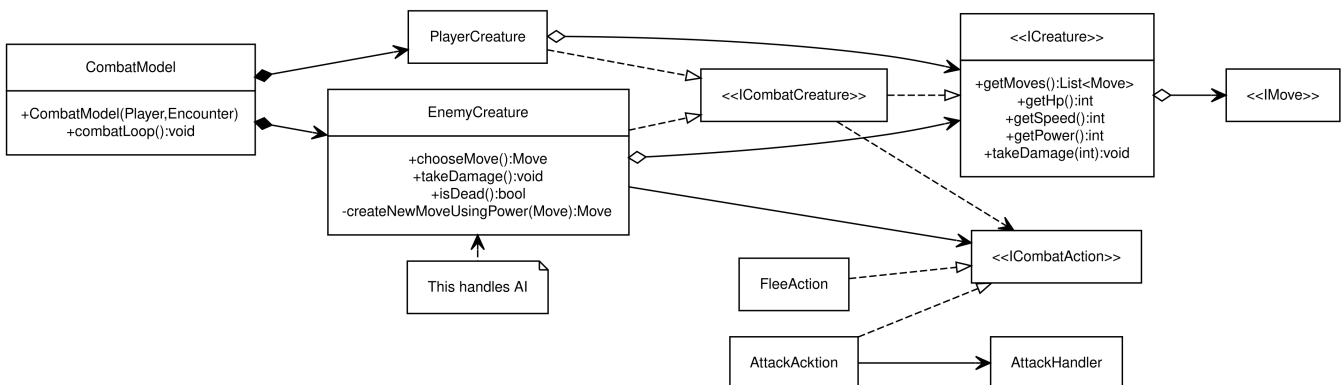 CombatModel
+CombatModel(Player,Encounter)
+combatLoop():void
PlayerCreature
EnemyCreature
+chooseMove():Move
+takeDamage():void
+isDead():bool
-createNewMoveUsingPower(Move):Move
This handles AI
<<ICombatCreature>>
<<ICreature>>
+getMoves():List<Move>
+getHp():int
+getSpeed():int
+getPower():int
+takeDamage(int):void
<<IMove>>
<<ICombatAction>>
FleeAction
AttackAcktion
AttackHandler